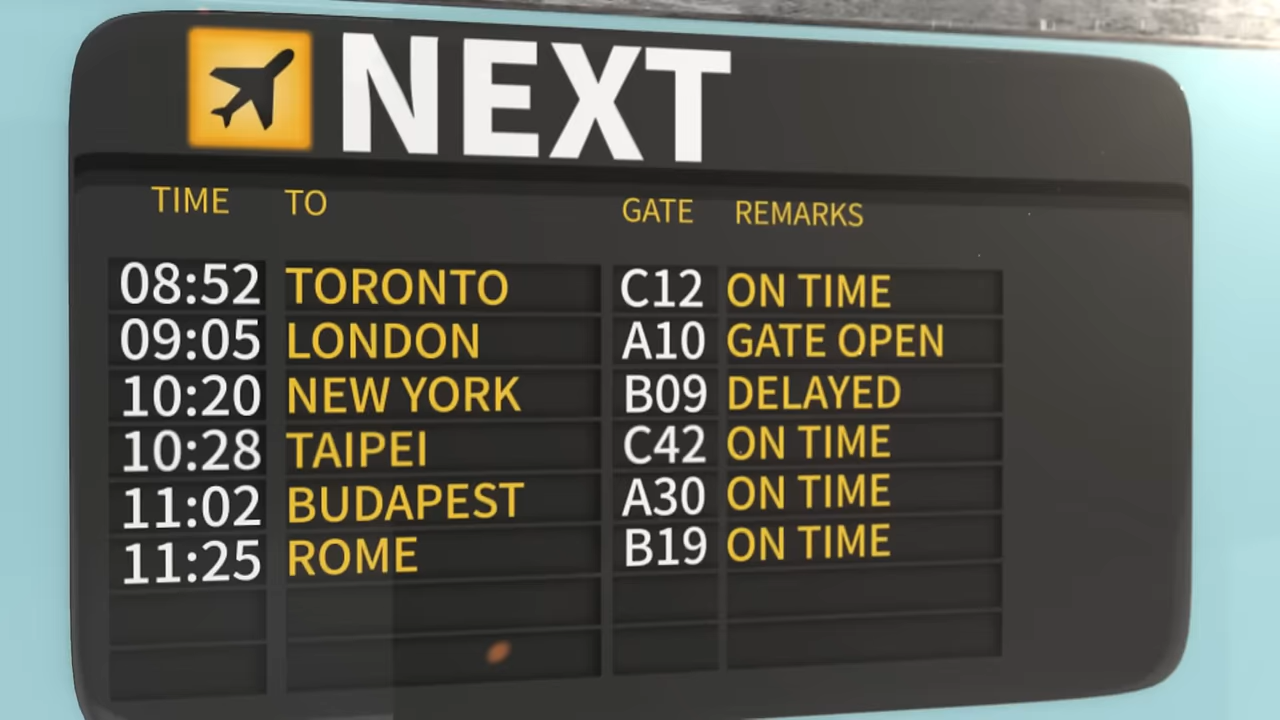 NEXT
TIME TO GATE REMARKS
08:52 TORONTO C12 ON TIME
09:05 LONDON A10 GATE OPEN
10:20 NEW YORK B09 DELAYED
10:28 TAIPEI C42 ON TIME
11:02 BUDAPEST A30 ON TIME
11:25 ROME B19 ON TIME